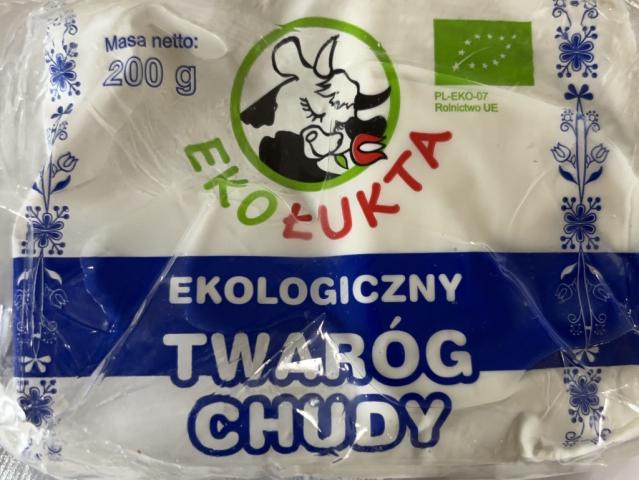 Masa netto:
200 g
PL-EKO-07
Rolnictwo UE
EKOŁUKTA
EKOLOGICZNY
TWARÓG
CHUDY